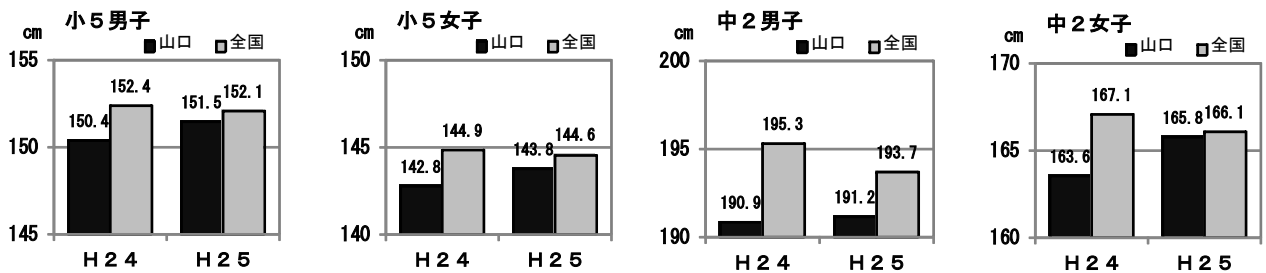 小５男子
cm
山口 全国
155
150
145
150.4
152.4
151.5
152.1
Ｈ２４ Ｈ２５
小５女子
cm
山口 全国
150
145
140
142.8
144.9
143.8
144.6
Ｈ２４ Ｈ２５
中２男子
cm
山口 全国
200
195
190
190.9
195.3
191.2
193.7
Ｈ２４ Ｈ２５
中２女子
cm
山口 全国
170
165
160
163.6
167.1
165.8
166.1
Ｈ２４ Ｈ２５